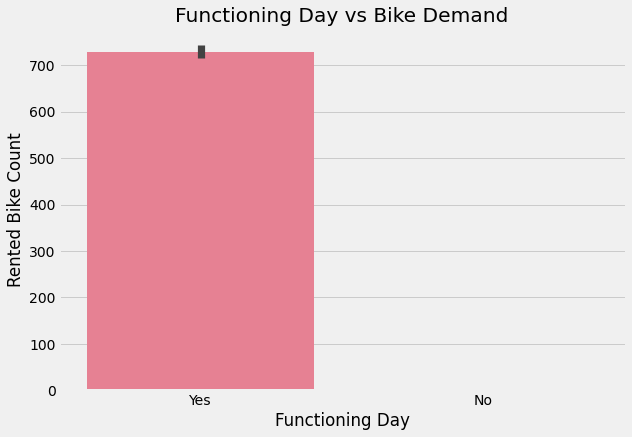 Functioning Day vs Bike Demand
Rented Bike Count
700
600
500
400
300
200
100
0
Yes
No
Functioning Day